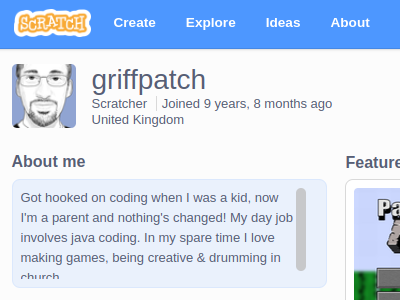 SCRATCH Create Explore Ideas About
griffpatch
Scratcher Joined 9 years, 8 months ago
United Kingdom
About me
Feature
Got hooked on coding when I was a kid, now
I'm a parent and nothing's changed! My day job
involves java coding. In my spare time I love
making games, being creative & drumming in
church
Pa